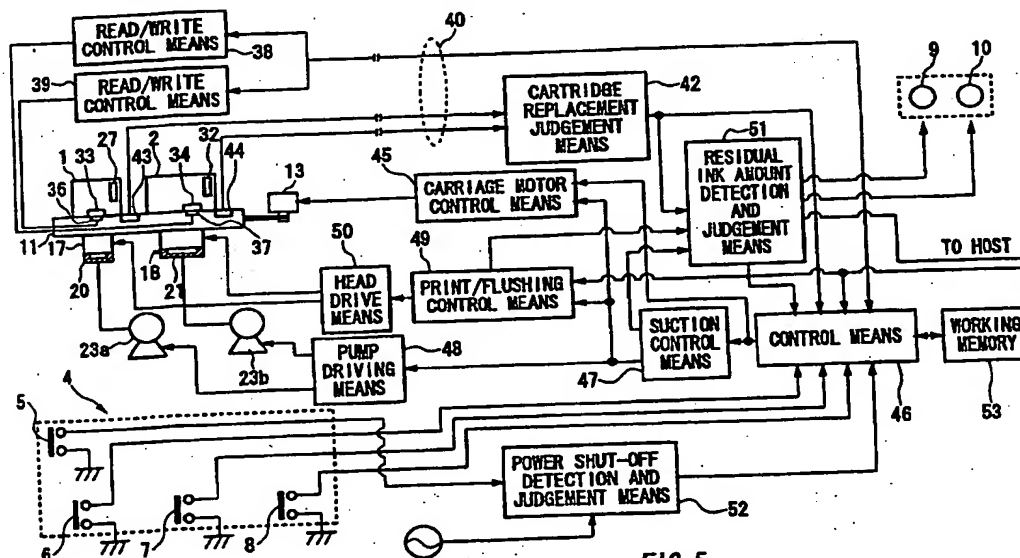 READ/WRITE
CONTROL MEANS
38
39
READ/WRITE
CONTROL MEANS
40
CARTRIDGE
REPLACEMENT
JUDGEMENT
MEANS
42
9
10
51
RESIDUAL
INK AMOUNT
DETECTION
AND
JUDGEMENT
MEANS
1
33
27
2
34
32
44
43
36
37
13
45
CARRIAGE MOTOR
CONTROL MEANS
11
17
18
20
21
50
HEAD
DRIVE
MEANS
49
PRINT/FLUSHING
CONTROL MEANS
TO HOST
SUCTION
CONTROL
MEANS
47
CONTROL MEANS
46
WORKING
MEMORY
53
23a
23b
PUMP
DRIVING
MEANS
48
4
5
6
7
8
POWER SHUT-OFF
DETECTION AND
JUDGEMENT MEANS
52